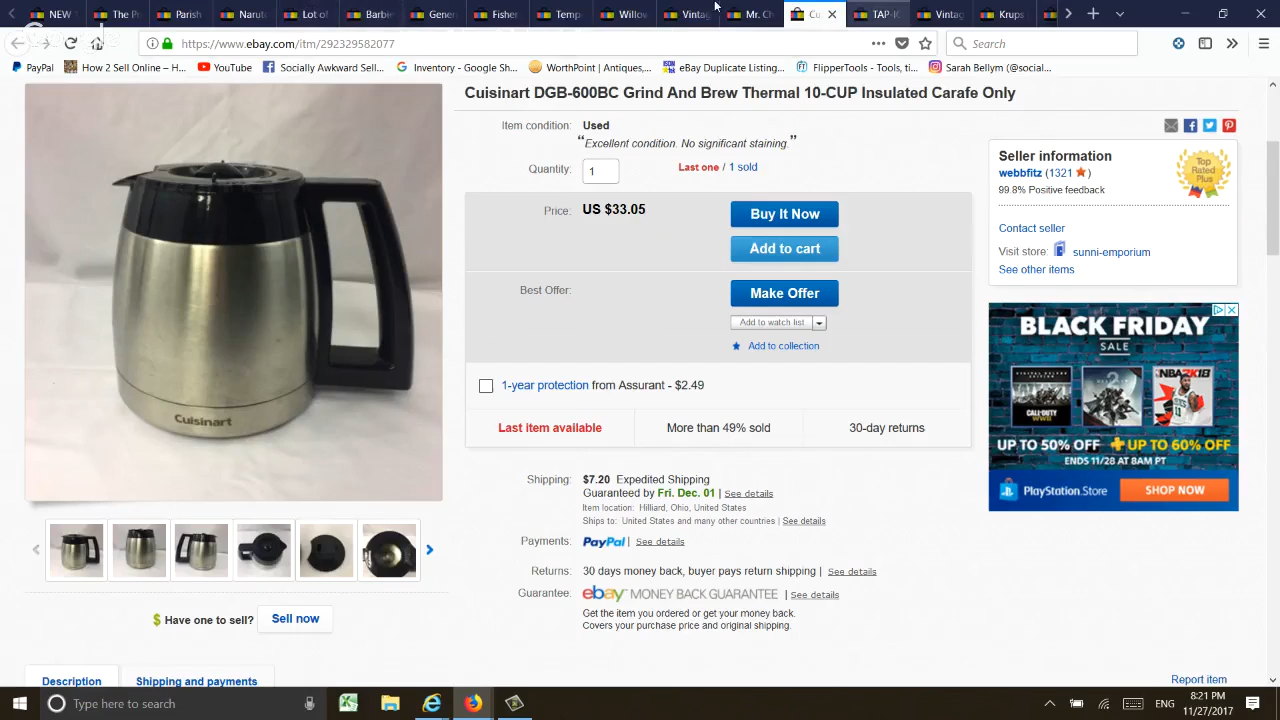 NEW
The P
Parish
Naruto
Lot of
Barbie
Gener
Fisher
Temp
Willow
Vintag
Mr. Ch
Cu
TAP-I
Vintag
Krups
https://www.ebay.com/itm/292329582077
Search
PayPal
How 2 Sell Online – H...
YouTube
Socially Awkward Sell...
Inventory - Google Sh...
WorthPoint | Antiques,...
eBay Duplicate Listing...
FlipperTools - Tools, ti...
Sarah Bellym (@social...
Cuisinart DGB-600BC Grind And Brew Thermal 10-CUP Insulated Carafe Only
Item condition: Used
“Excellent condition. No significant staining.”
Quantity: 1 Last one / 1 sold
Price: US $33.05 Buy It Now
Add to cart
Best Offer: Make Offer
Add to watch list
Add to collection
1-year protection from Assurant - $2.49
Last item available More than 49% sold 30-day returns
Shipping: $7.20 Expedited Shipping
Guaranteed by Fri. Dec. 01 | See details
Item location: Hilliard, Ohio, United States
Ships to: United States and many other countries | See details
Payments: PayPal | See details
Returns: 30 days money back, buyer pays return shipping | See details
Guarantee: ebay MONEY BACK GUARANTEE | See details
Get the item you ordered or get your money back.
Covers your purchase price and original shipping.
Cuisinart
$ Have one to sell? Sell now
Description Shipping and payments
Report item
Seller information
webbfitz (1321 )
99.8% Positive feedback
Top
Rated
Plus
Contact seller
Visit store: sunni-emporium
See other items
BLACK FRIDAY
SALE
CALL OF DUTY
WWII
NBA2K18
UP TO 50% OFF + UP TO 60% OFF
ENDS 11/28 AT 8AM PT
PlayStation Store SHOP NOW
Type here to search
ENG
8:21 PM
11/27/2017